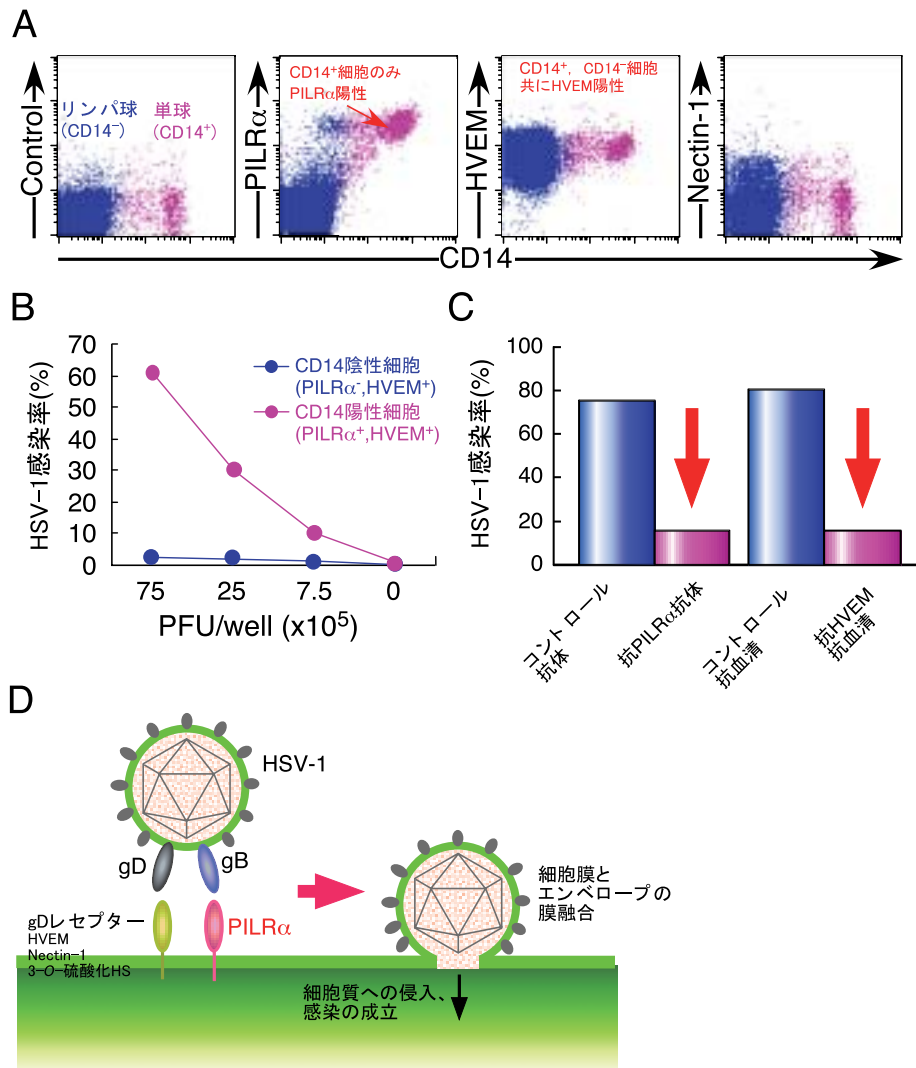 A
Control
リンパ球
(CD14⁻)
単球
(CD14⁺)
PILRα
CD14⁺細胞のみ
PILRα陽性
HVEM
CD14⁺, CD14⁻細胞
共にHVEM陽性
Nectin-1
CD14
B
HSV-1感染率(%)
70
60
50
40
30
20
10
0
CD14陰性細胞
(PILRα⁻,HVEM⁺)
CD14陽性細胞
(PILRα⁺,HVEM⁺)
75 25 7.5 0
PFU/well (x10⁵)
C
HSV-1感染率(%)
100
80
60
40
20
0
コントロール
抗体
抗PILRα抗体
コントロール
抗血清
抗HVEM
抗血清
D
HSV-1
gD
gB
gDレセプター
HVEM
Nectin-1
3-O-硫酸化HS
PILRα
細胞膜と
エンベロープの
膜融合
細胞質への侵入、
感染の成立